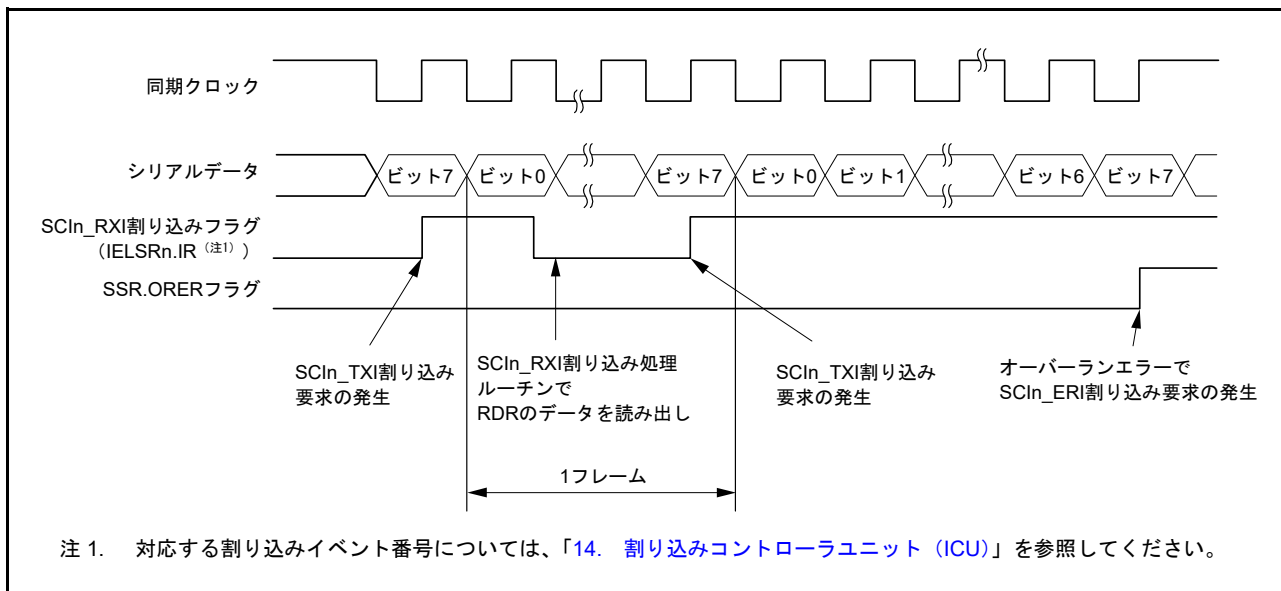 同期クロック
シリアルデータ
ビット7 ビット0 ビット7 ビット0 ビット1 ビット6 ビット7
SCIn_RXI割り込みフラグ
（IELSRn.IR（注1））
SSR.ORERフラグ
SCIn_TXI割り込み
要求の発生
SCIn_RXI割り込み処理
ルーチンで
RDRのデータを読み出し
SCIn_TXI割り込み
要求の発生
オーバーランエラーで
SCIn_ERI割り込み要求の発生
1フレーム
注 1. 対応する割り込みイベント番号については、「14. 割り込みコントローラユニット（ICU）」を参照してください。